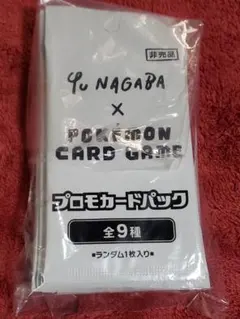 非売品
YU NAGABA
×
POKÉMON
CARD GAME
プロモカードパック
全9種
*ランダム1枚入り*